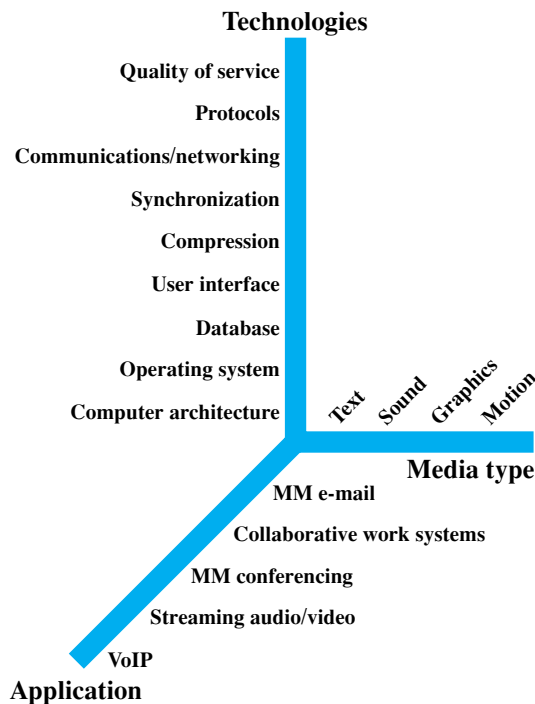 Technologies
Quality of service
Protocols
Communications/networking
Synchronization
Compression
User interface
Database
Operating system
Computer architecture
Text
Sound
Graphics
Motion
Media type
MM e-mail
Collaborative work systems
MM conferencing
Streaming audio/video
VoIP
Application